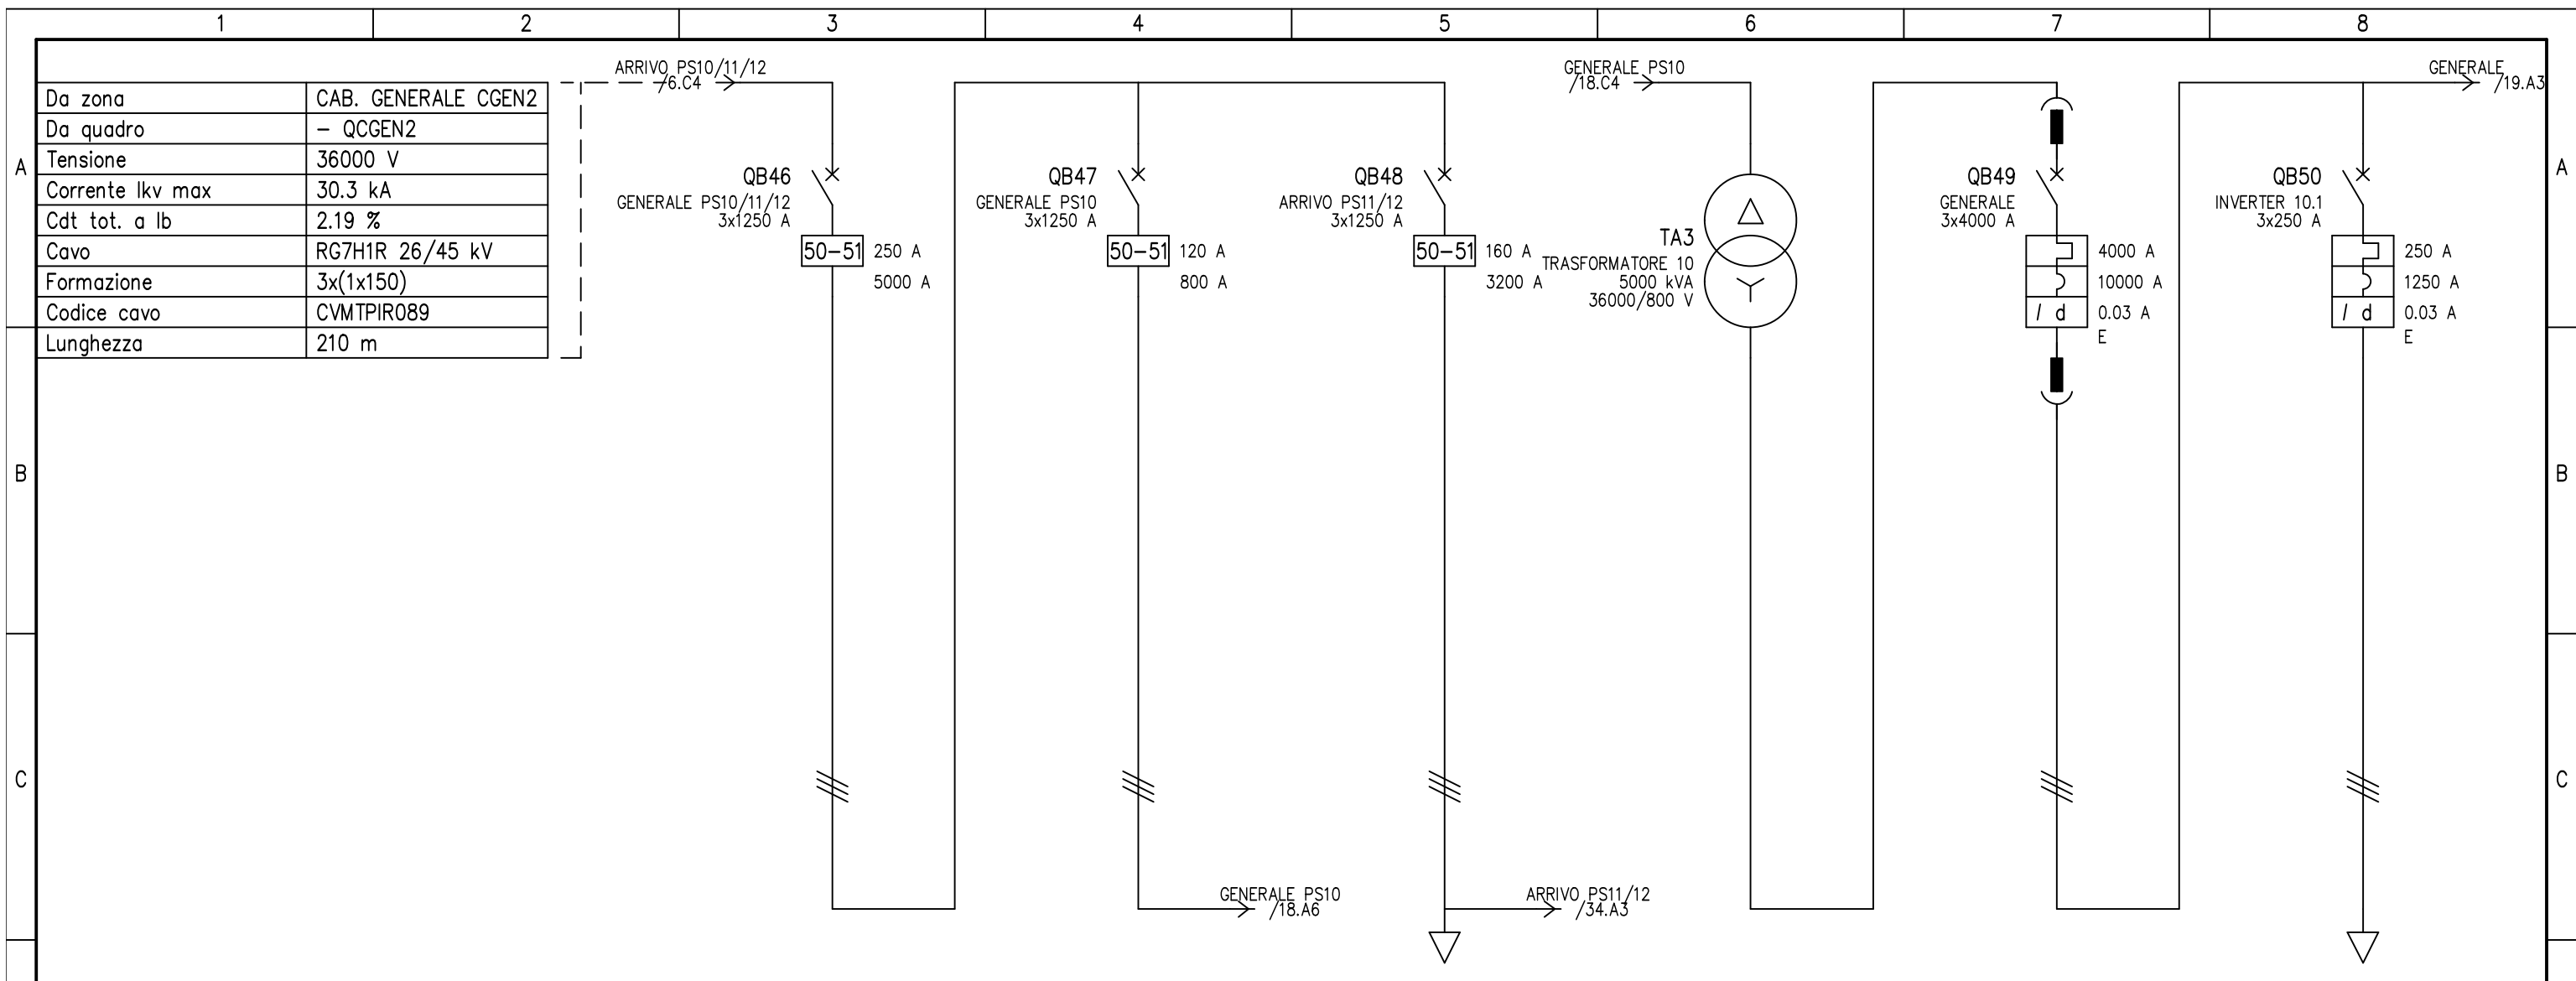 1 2 3 4 5 6 7 8
A A
B B
C C
Da zona CAB. GENERALE CGEN2
Da quadro - QCGEN2
Tensione 36000 V
Corrente Ikv max 30.3 kA
Cdt tot. a Ib 2.19 %
Cavo RG7H1R 26/45 kV
Formazione 3x(1x150)
Codice cavo CVMTPIR089
Lunghezza 210 m
ARRIVO PS10/11/12
/6.C4
QB46
GENERALE PS10/11/12
3x1250 A
50-51 250 A
5000 A
QB47
GENERALE PS10
3x1250 A
50-51 120 A
800 A
GENERALE PS10
/18.A6
QB48
ARRIVO PS11/12
3x1250 A
50-51 160 A
3200 A
ARRIVO PS11/12
/34.A3
GENERALE PS10
/18.C4
TA3
TRASFORMATORE 10
5000 kVA
36000/800 V
QB49
GENERALE
3x4000 A
4000 A
10000 A
I d 0.03 A
E
GENERALE
/19.A3
QB50
INVERTER 10.1
3x250 A
250 A
1250 A
I d 0.03 A
E